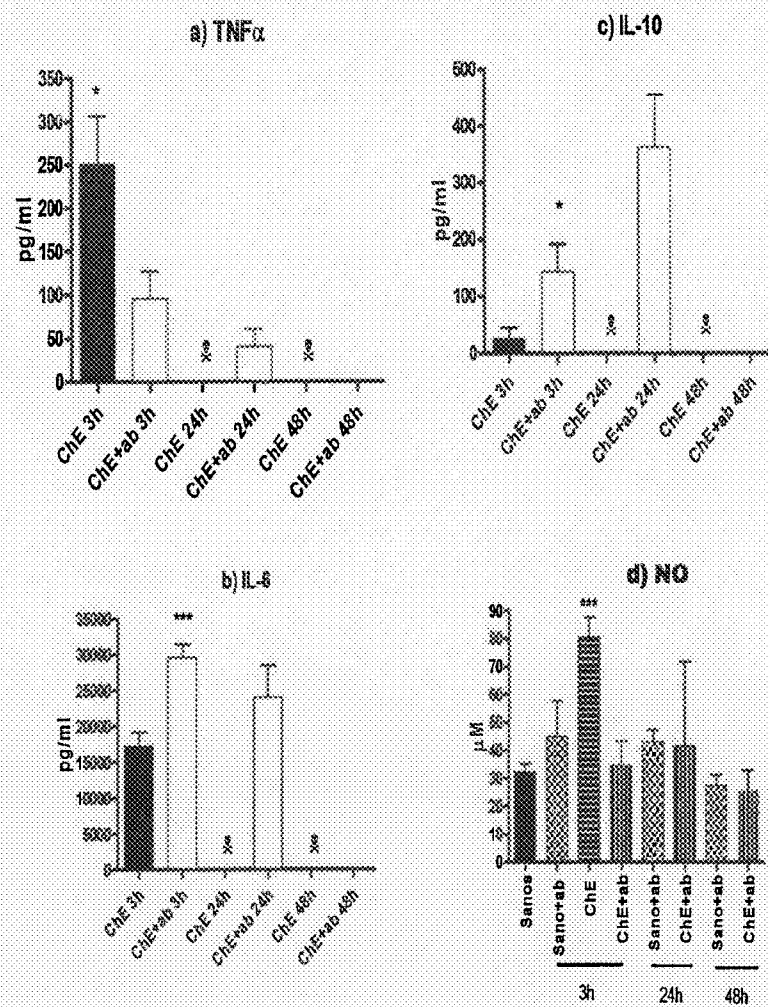 a) TNFα
350
300
250
200
150
100
50
0
pg/ml
*
ChE 3h
ChE+ab 3h
ChE 24h
ChE+ab 24h
ChE 48h
ChE+ab 48h
c) IL-10
500
400
300
200
100
0
pg/ml
*
ChE 3h
ChE+ab 3h
ChE 24h
ChE+ab 24h
ChE 48h
ChE+ab 48h
b) IL-6
35000
30000
25000
20000
15000
10000
5000
0
pg/ml
***
ChE 3h
ChE+ab 3h
ChE 24h
ChE+ab 24h
ChE 48h
ChE+ab 48h
d) NO
90
80
70
60
50
40
30
20
10
0
µM
***
Sanos
Sano+ab
ChE
ChE+ab
Sano+ab
ChE+ab
Sano+ab
ChE+ab
3h
24h
48h